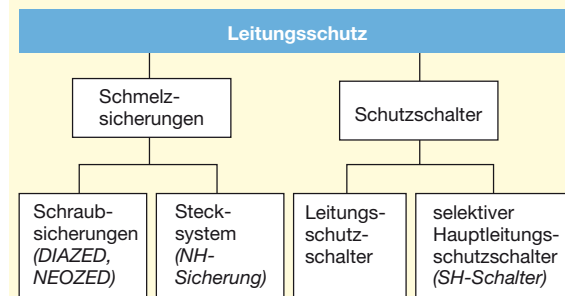 Leitungsschutz
Schmelz-
sicherungen
Schutzschalter
Schraub-
sicherungen
(DIAZED,
NEOZED)
Steck-
system
(NH-
Sicherung)
Leitungs-
schutz-
schalter
selektiver
Hauptleitungs-
schutzschalter
(SH-Schalter)